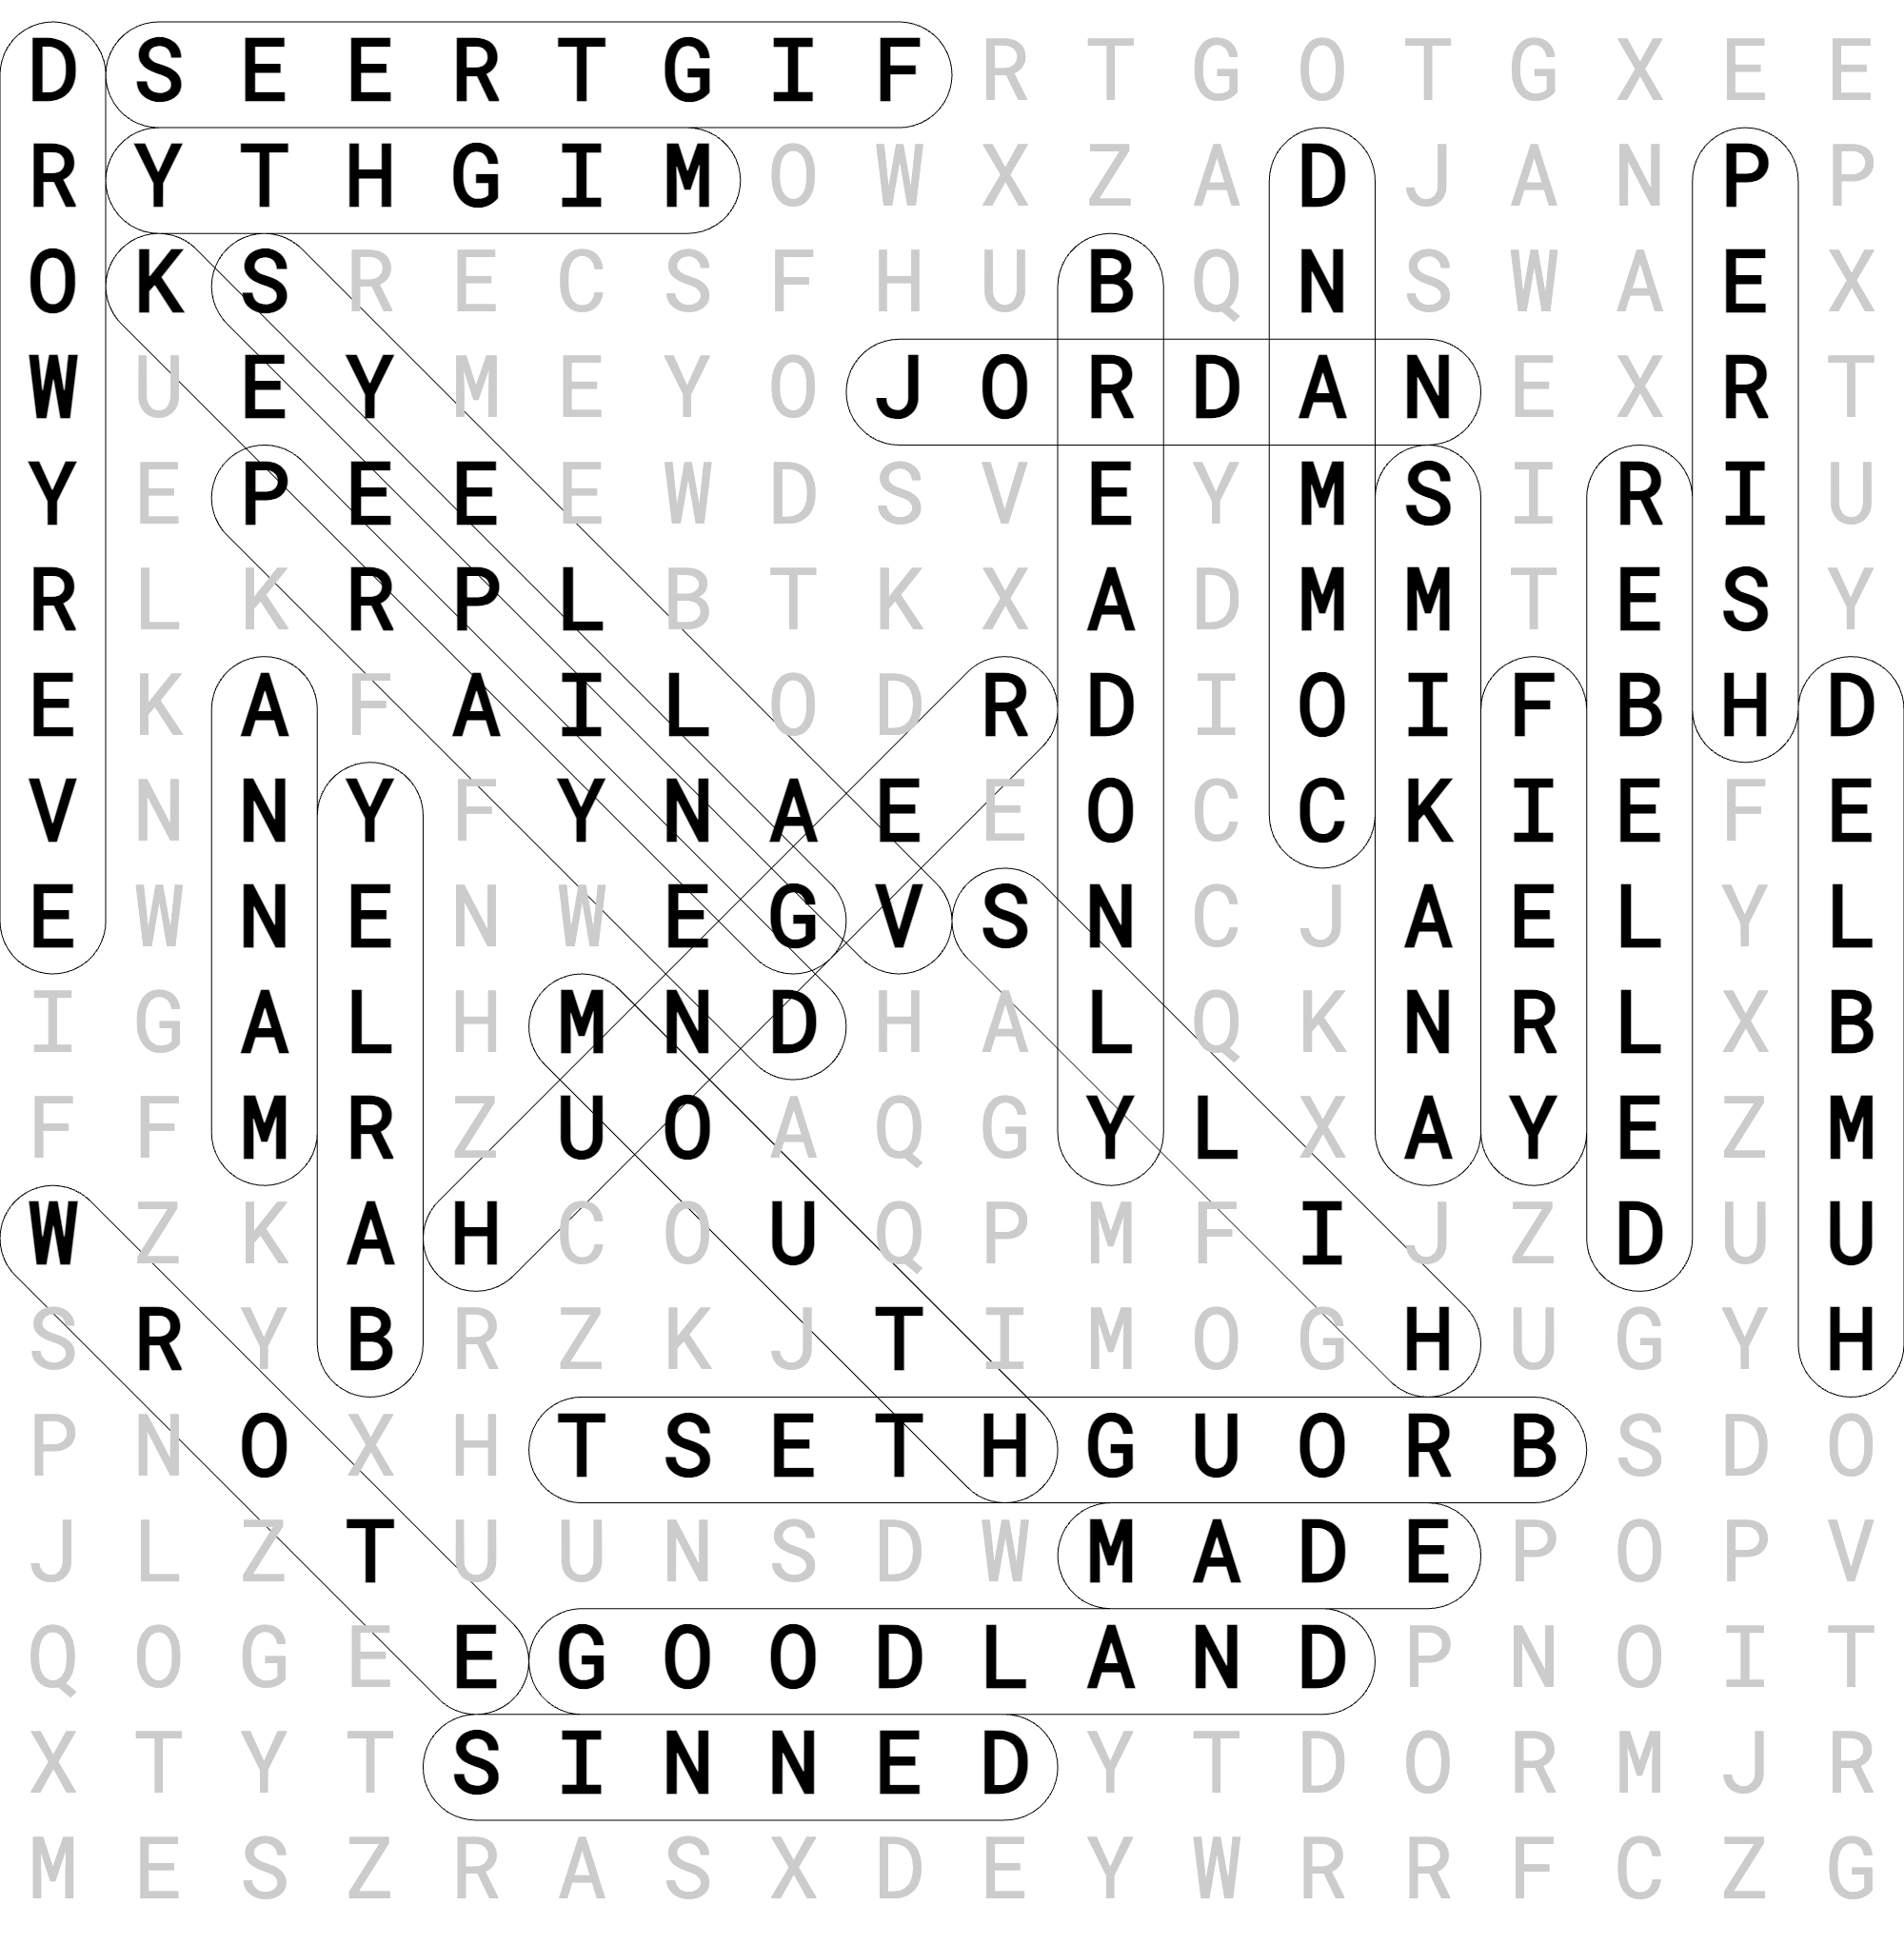 D S E E R T G I F R T G O T G X E E
R Y T H G I M O W X Z A D J A N P P
O K S R E C S F H U B Q N S W A E X
W U E Y M E Y O J O R D A N E X R T
Y E P E E E W D S V E Y M S I R I U
R L K R P L B T K X A D M M T E S Y
E K A F A I L O D R D I O I F B H D
V N N Y F Y N A E E O C C K I E F E
E W N E N W E G V S N C J A E L Y L
I G A L H M N D H A L Q K N R L X B
F F M R Z U O A Q G Y L X A Y E Z M
W Z K A H C O U Q P M F I J Z D U U
S R Y B R Z K J T I M O G H U G Y H
P N O X H T S E T H G U O R B S D O
J L Z T U U N S D W M A D E P O P V
Q O G E E G O O D L A N D P N O I T
X T Y T S I N N E D Y T D O R M J R
M E S Z R A S X D E Y W R R F C Z G